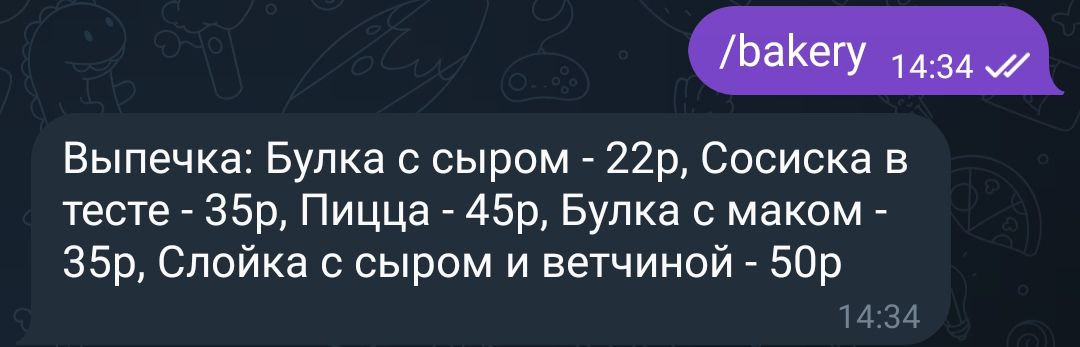 /bakery 14:34
Выпечка: Булка с сыром - 22р, Сосиска в
тесте - 35р, Пицца - 45р, Булка с маком -
35р, Слойка с сыром и ветчиной - 50р
14:34